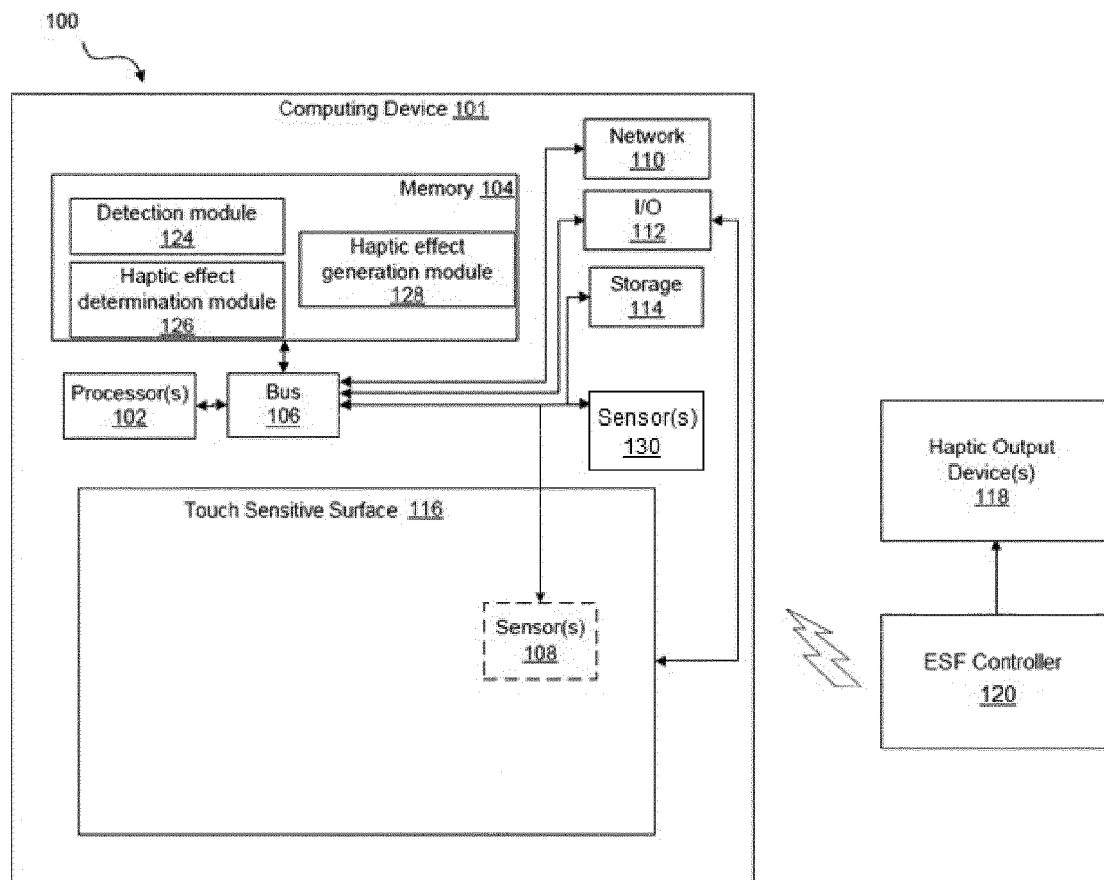 100
Computing Device 101
Network
110
Memory 104
I/O
112
Detection module
124
Haptic effect
generation module
128
Haptic effect
determination module
126
Storage
114
Processor(s)
102
Bus
106
Sensor(s)
130
Haptic Output
Device(s)
118
Touch Sensitive Surface 116
Sensor(s)
108
ESF Controller
120